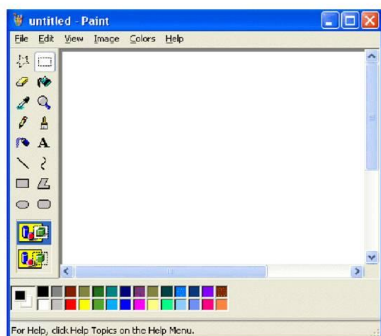 untitled - Paint
File Edit View Image Colors Help
A
For Help, click Help Topics on the Help Menu.